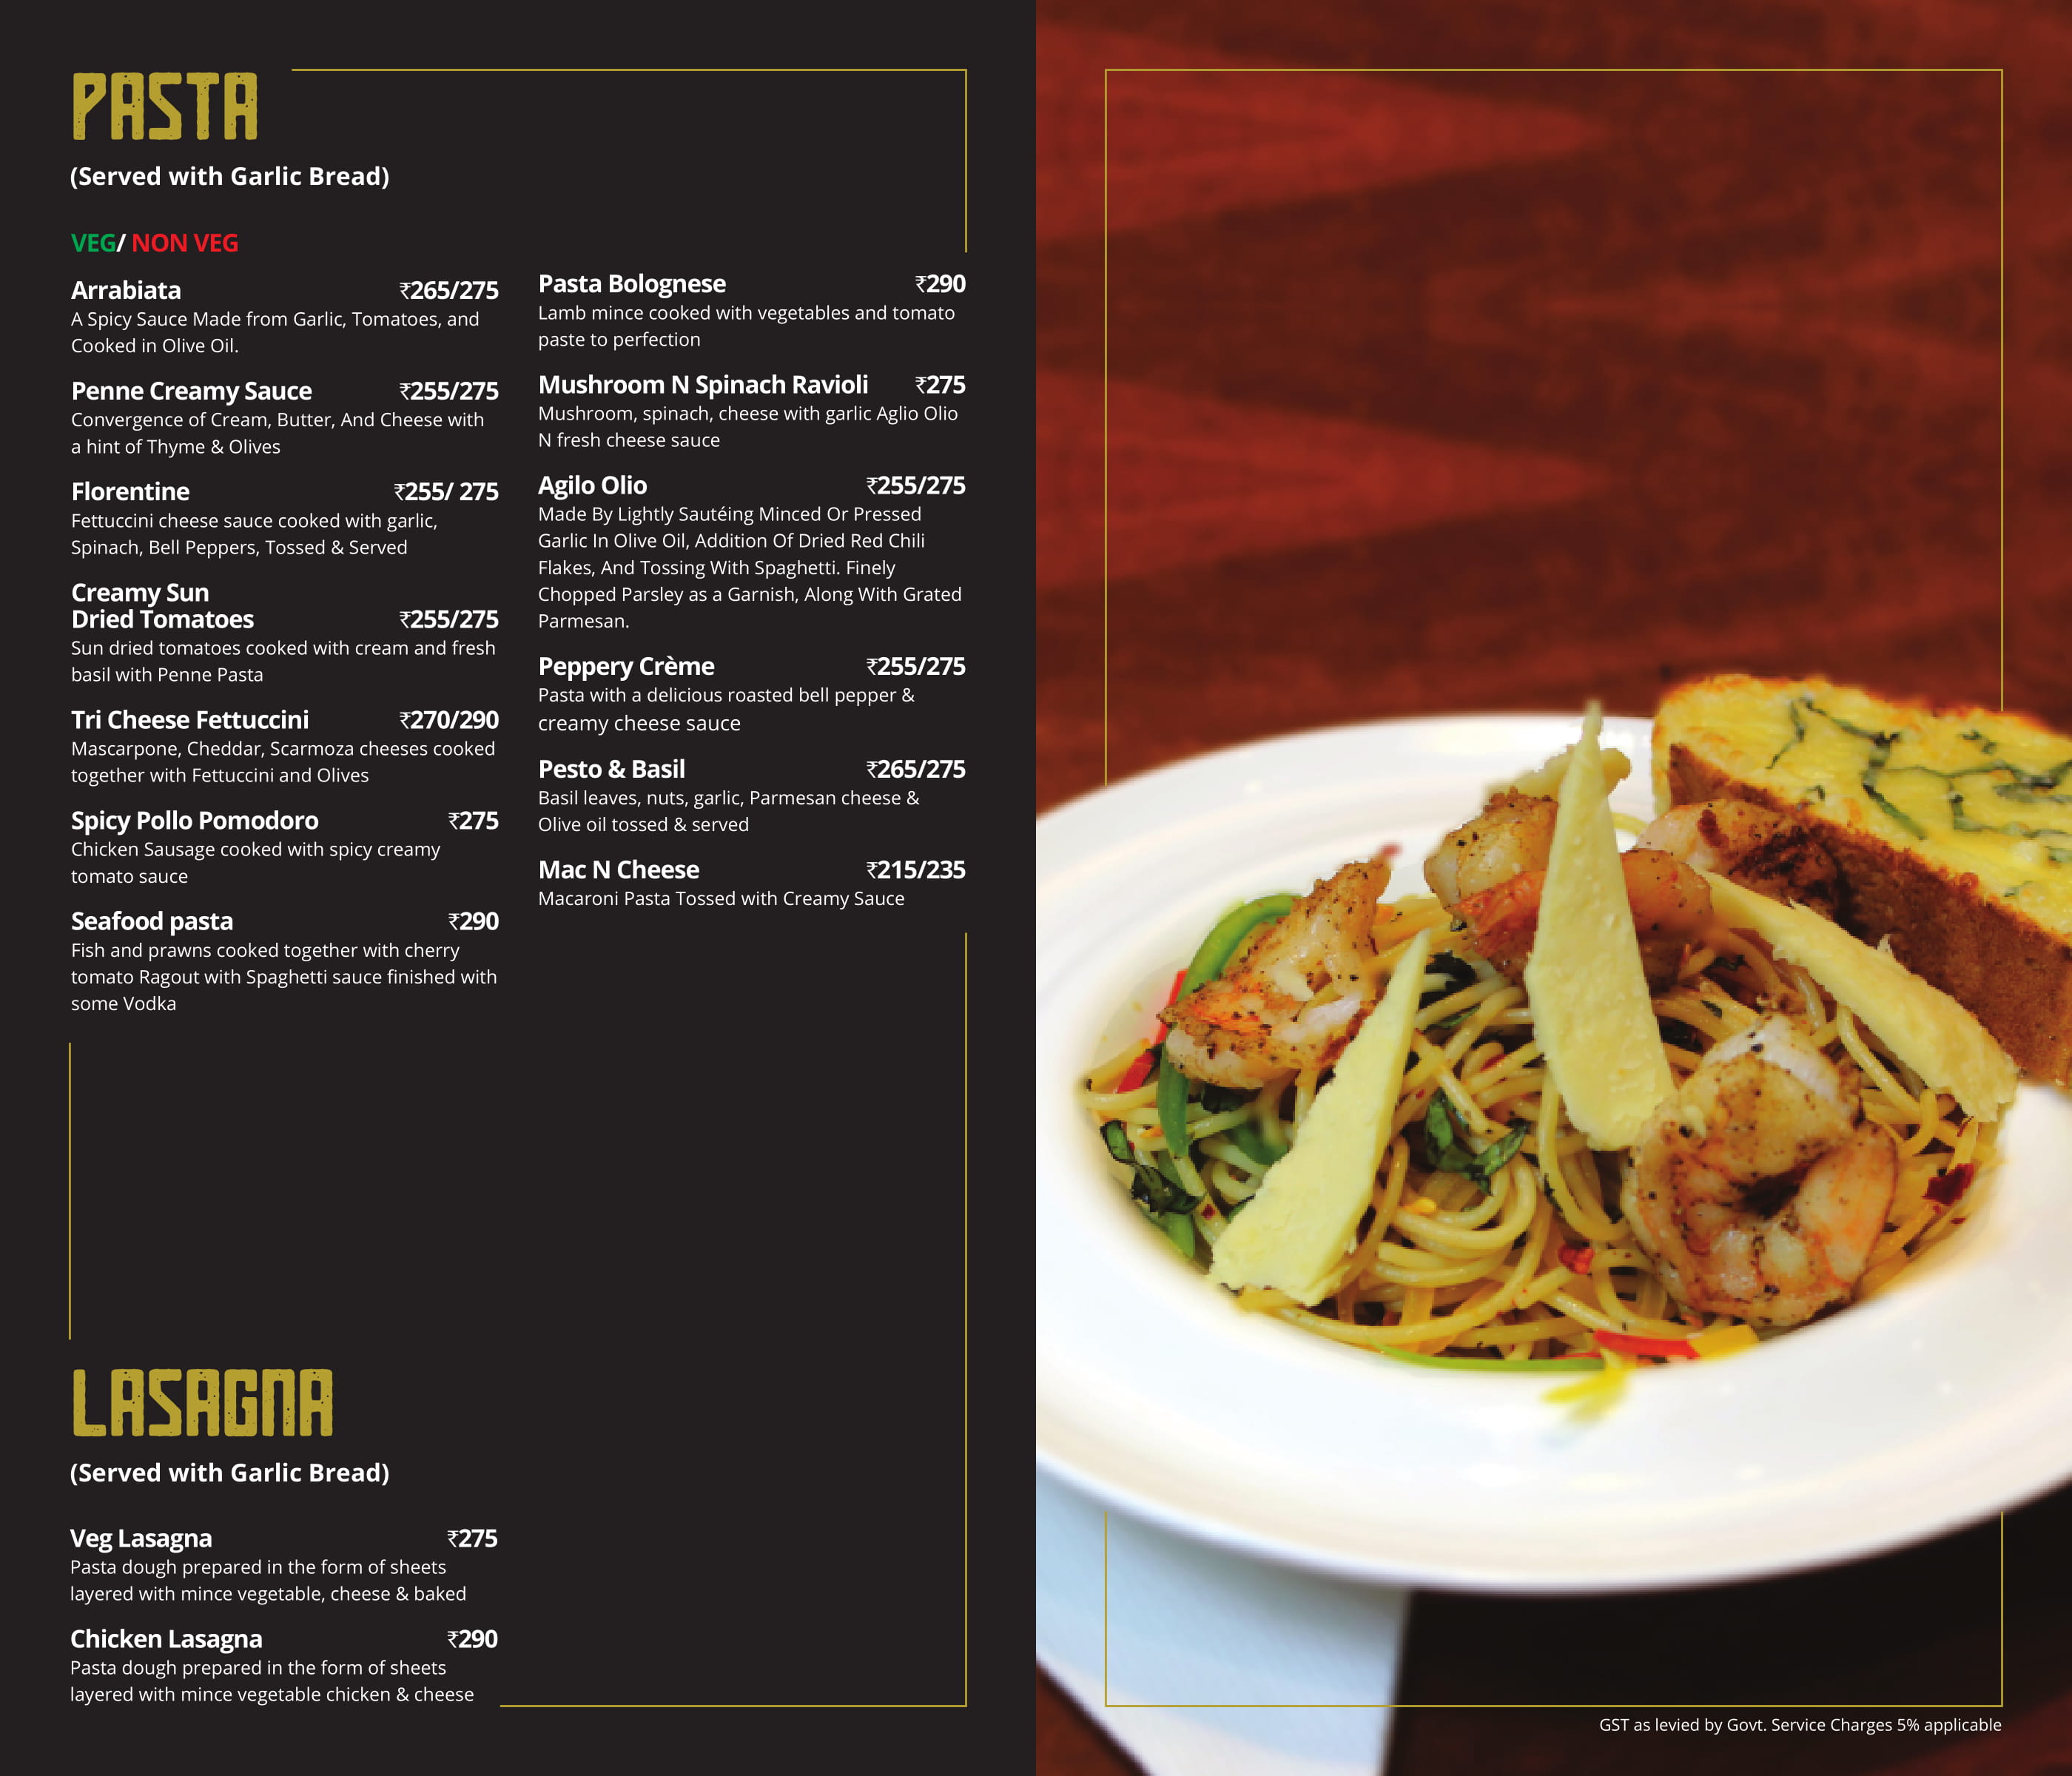 PASTA
(Served with Garlic Bread)
VEG/ NON VEG
Arrabiata ₹265/275
A Spicy Sauce Made from Garlic, Tomatoes, and
Cooked in Olive Oil.
Penne Creamy Sauce ₹255/275
Convergence of Cream, Butter, And Cheese with
a hint of Thyme & Olives
Florentine ₹255/ 275
Fettuccini cheese sauce cooked with garlic,
Spinach, Bell Peppers, Tossed & Served
Creamy Sun
Dried Tomatoes ₹255/275
Sun dried tomatoes cooked with cream and fresh
basil with Penne Pasta
Tri Cheese Fettuccini ₹270/290
Mascarpone, Cheddar, Scarmoza cheeses cooked
together with Fettuccini and Olives
Spicy Pollo Pomodoro ₹275
Chicken Sausage cooked with spicy creamy
tomato sauce
Seafood pasta ₹290
Fish and prawns cooked together with cherry
tomato Ragout with Spaghetti sauce finished with
some Vodka
Pasta Bolognese ₹290
Lamb mince cooked with vegetables and tomato
paste to perfection
Mushroom N Spinach Ravioli ₹275
Mushroom, spinach, cheese with garlic Aglio Olio
N fresh cheese sauce
Agilo Olio ₹255/275
Made By Lightly Sautéing Minced Or Pressed
Garlic In Olive Oil, Addition Of Dried Red Chili
Flakes, And Tossing With Spaghetti. Finely
Chopped Parsley as a Garnish, Along With Grated
Parmesan.
Peppery Crème ₹255/275
Pasta with a delicious roasted bell pepper &
creamy cheese sauce
Pesto & Basil ₹265/275
Basil leaves, nuts, garlic, Parmesan cheese &
Olive oil tossed & served
Mac N Cheese ₹215/235
Macaroni Pasta Tossed with Creamy Sauce
LASAGNA
(Served with Garlic Bread)
Veg Lasagna ₹275
Pasta dough prepared in the form of sheets
layered with mince vegetable, cheese & baked
Chicken Lasagna ₹290
Pasta dough prepared in the form of sheets
layered with mince vegetable chicken & cheese
GST as levied by Govt. Service Charges 5% applicable